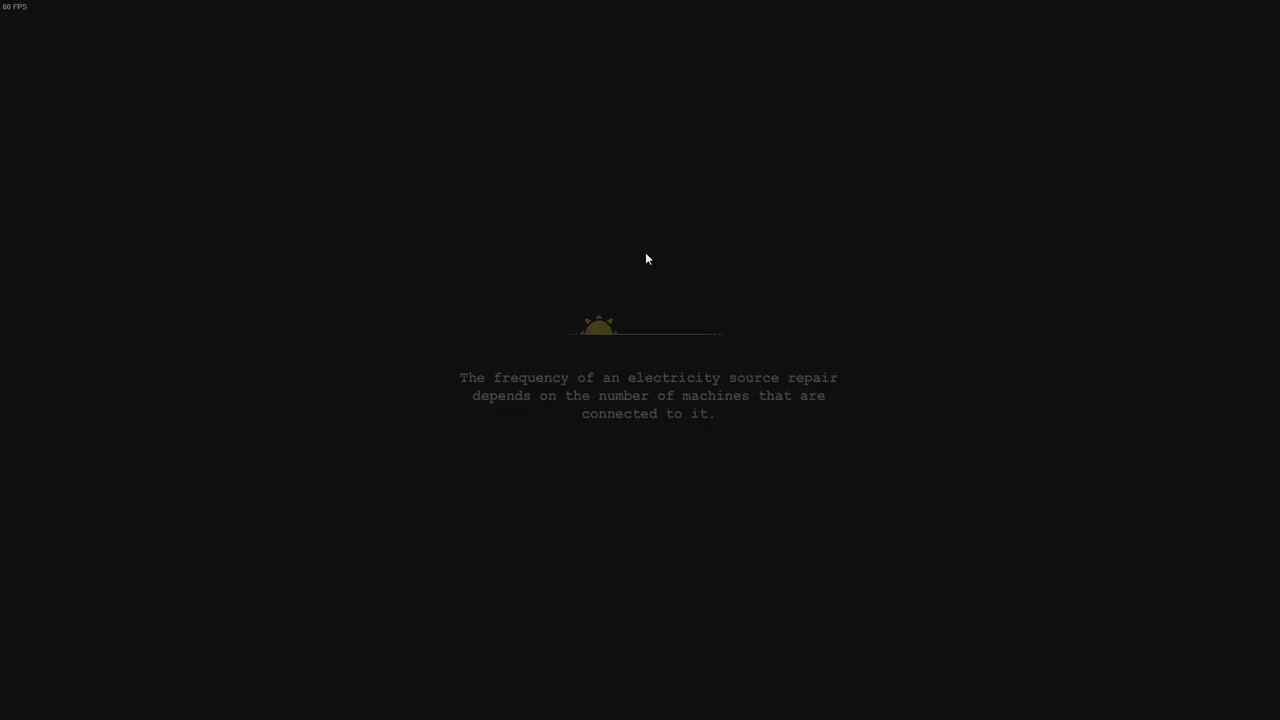 60 FPS
The frequency of an electricity source repair
depends on the number of machines that are
connected to it.